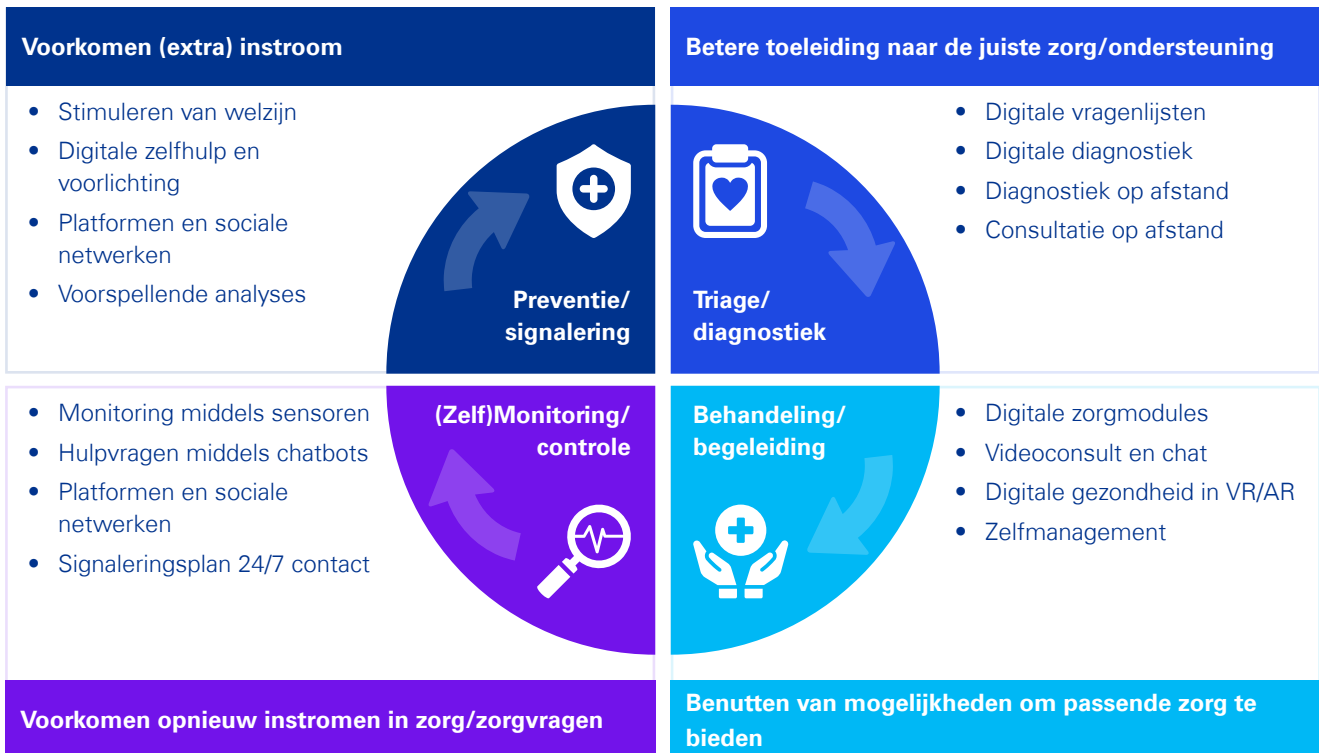 Voorkomen (extra) instroom
• Stimuleren van welzijn
• Digitale zelfhulp en
voorlichting
• Platformen en sociale
netwerken
• Voorspellende analyses
Preventie/
signalering
Betere toeleiding naar de juiste zorg/ondersteuning
Triage/
diagnostiek
• Digitale vragenlijsten
• Digitale diagnostiek
• Diagnostiek op afstand
• Consultatie op afstand
• Monitoring middels sensoren
• Hulpvragen middels chatbots
• Platformen en sociale
netwerken
• Signaleringsplan 24/7 contact
(Zelf)Monitoring/
controle
Voorkomen opnieuw instromen in zorg/zorgvragen
Behandeling/
begeleiding
• Digitale zorgmodules
• Videoconsult en chat
• Digitale gezondheid in VR/AR
• Zelfmanagement
Benutten van mogelijkheden om passende zorg te
bieden